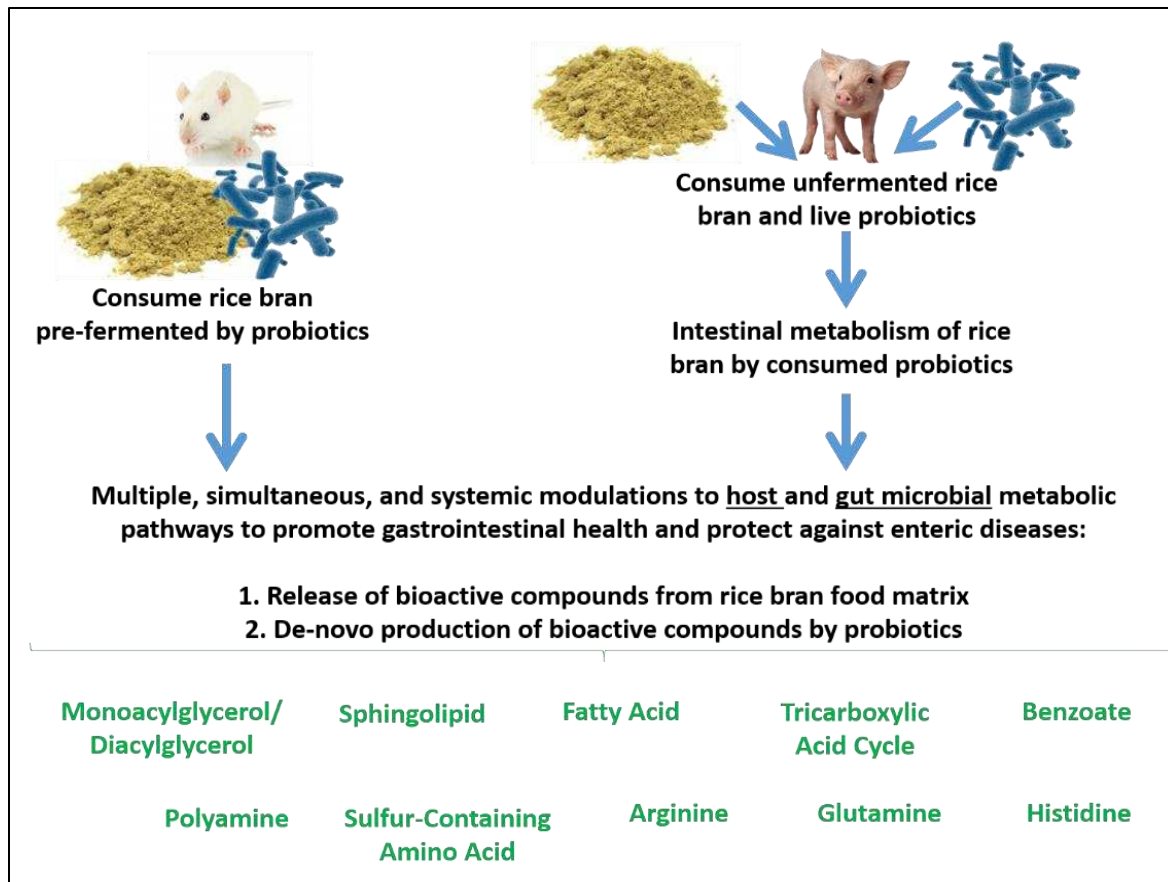 Consume unfermented rice
bran and live probiotics
Consume rice bran
pre-fermented by probiotics
Intestinal metabolism of rice
bran by consumed probiotics
Multiple, simultaneous, and systemic modulations to host and gut microbial metabolic
pathways to promote gastrointestinal health and protect against enteric diseases:
1. Release of bioactive compounds from rice bran food matrix
2. De-novo production of bioactive compounds by probiotics
Monoacylglycerol/
Diacylglycerol
Sphingolipid
Fatty Acid
Tricarboxylic
Acid Cycle
Benzoate
Polyamine
Sulfur-Containing
Amino Acid
Arginine
Glutamine
Histidine